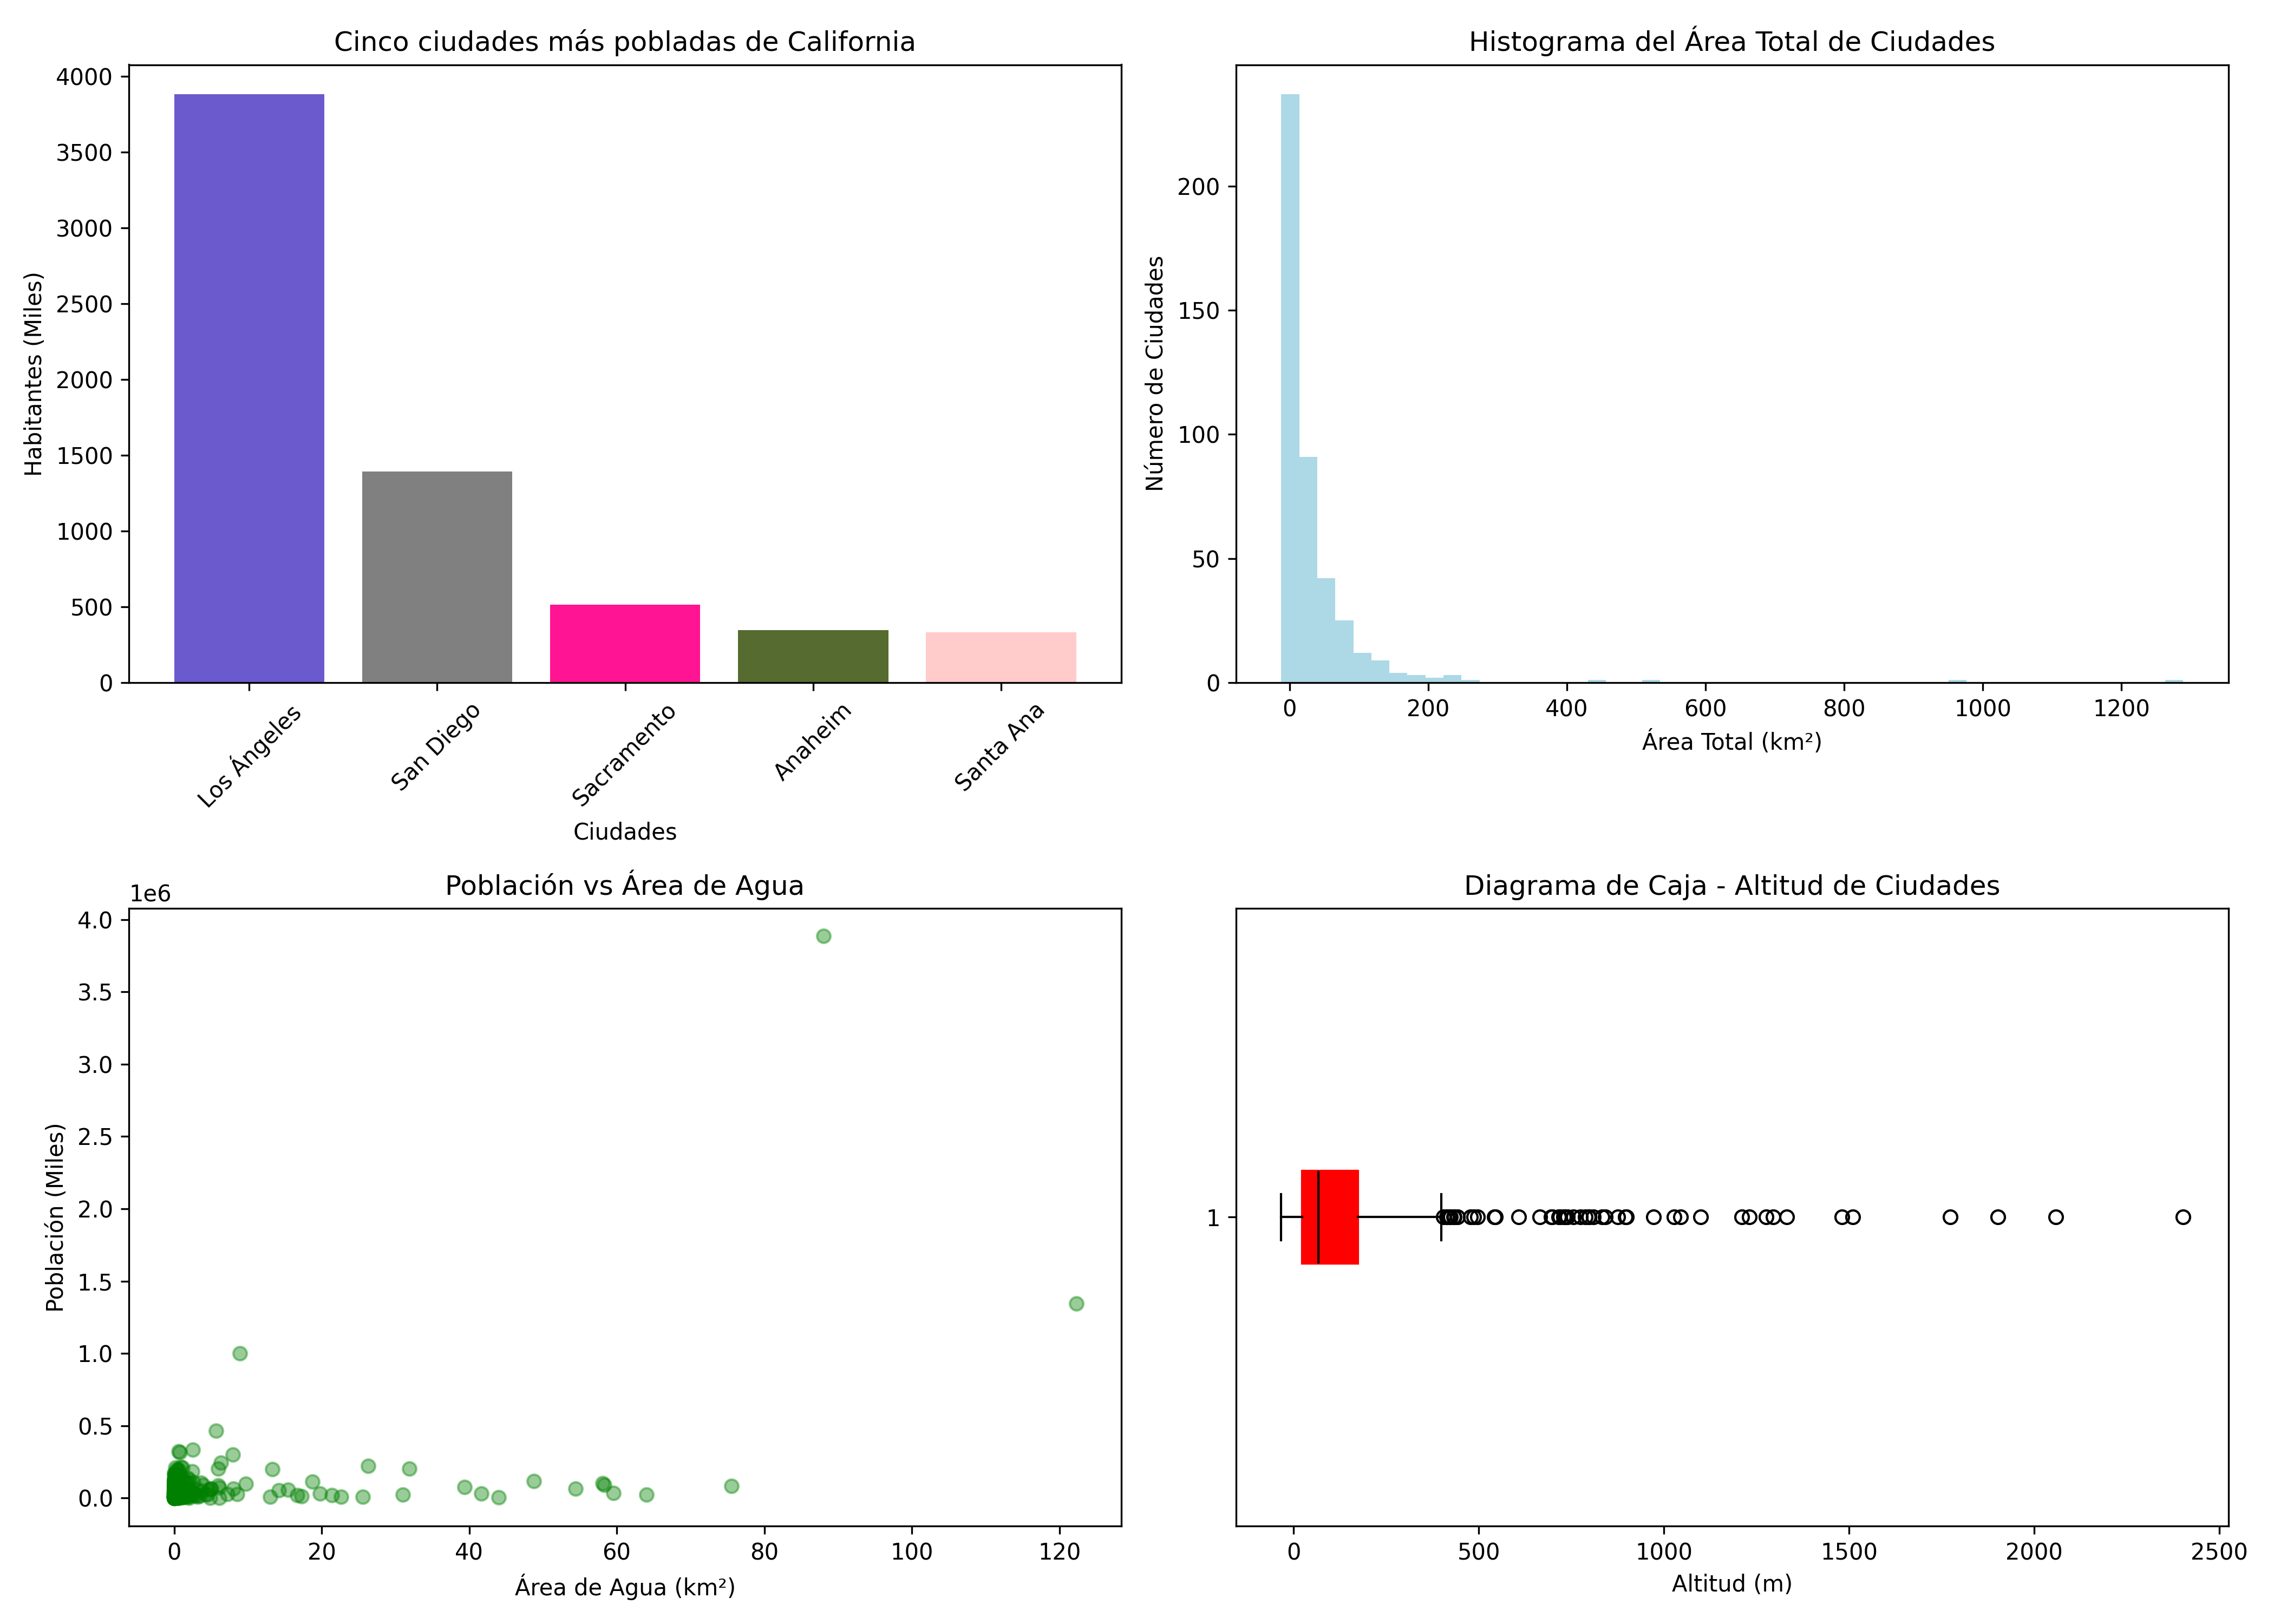 Cinco ciudades más pobladas de California
Habitantes (Miles)
4000
3500
3000
2500
2000
1500
1000
500
0
Los Ángeles
San Diego
Sacramento
Anaheim
Santa Ana
Ciudades
Histograma del Área Total de Ciudades
Número de Ciudades
200
150
100
50
0
0
200
400
600
800
1000
1200
Área Total (km²)
Población vs Área de Agua
1e6
Población (Miles)
4.0
3.5
3.0
2.5
2.0
1.5
1.0
0.5
0.0
0
20
40
60
80
100
120
Área de Agua (km²)
Diagrama de Caja - Altitud de Ciudades
1
0
500
1000
1500
2000
2500
Altitud (m)